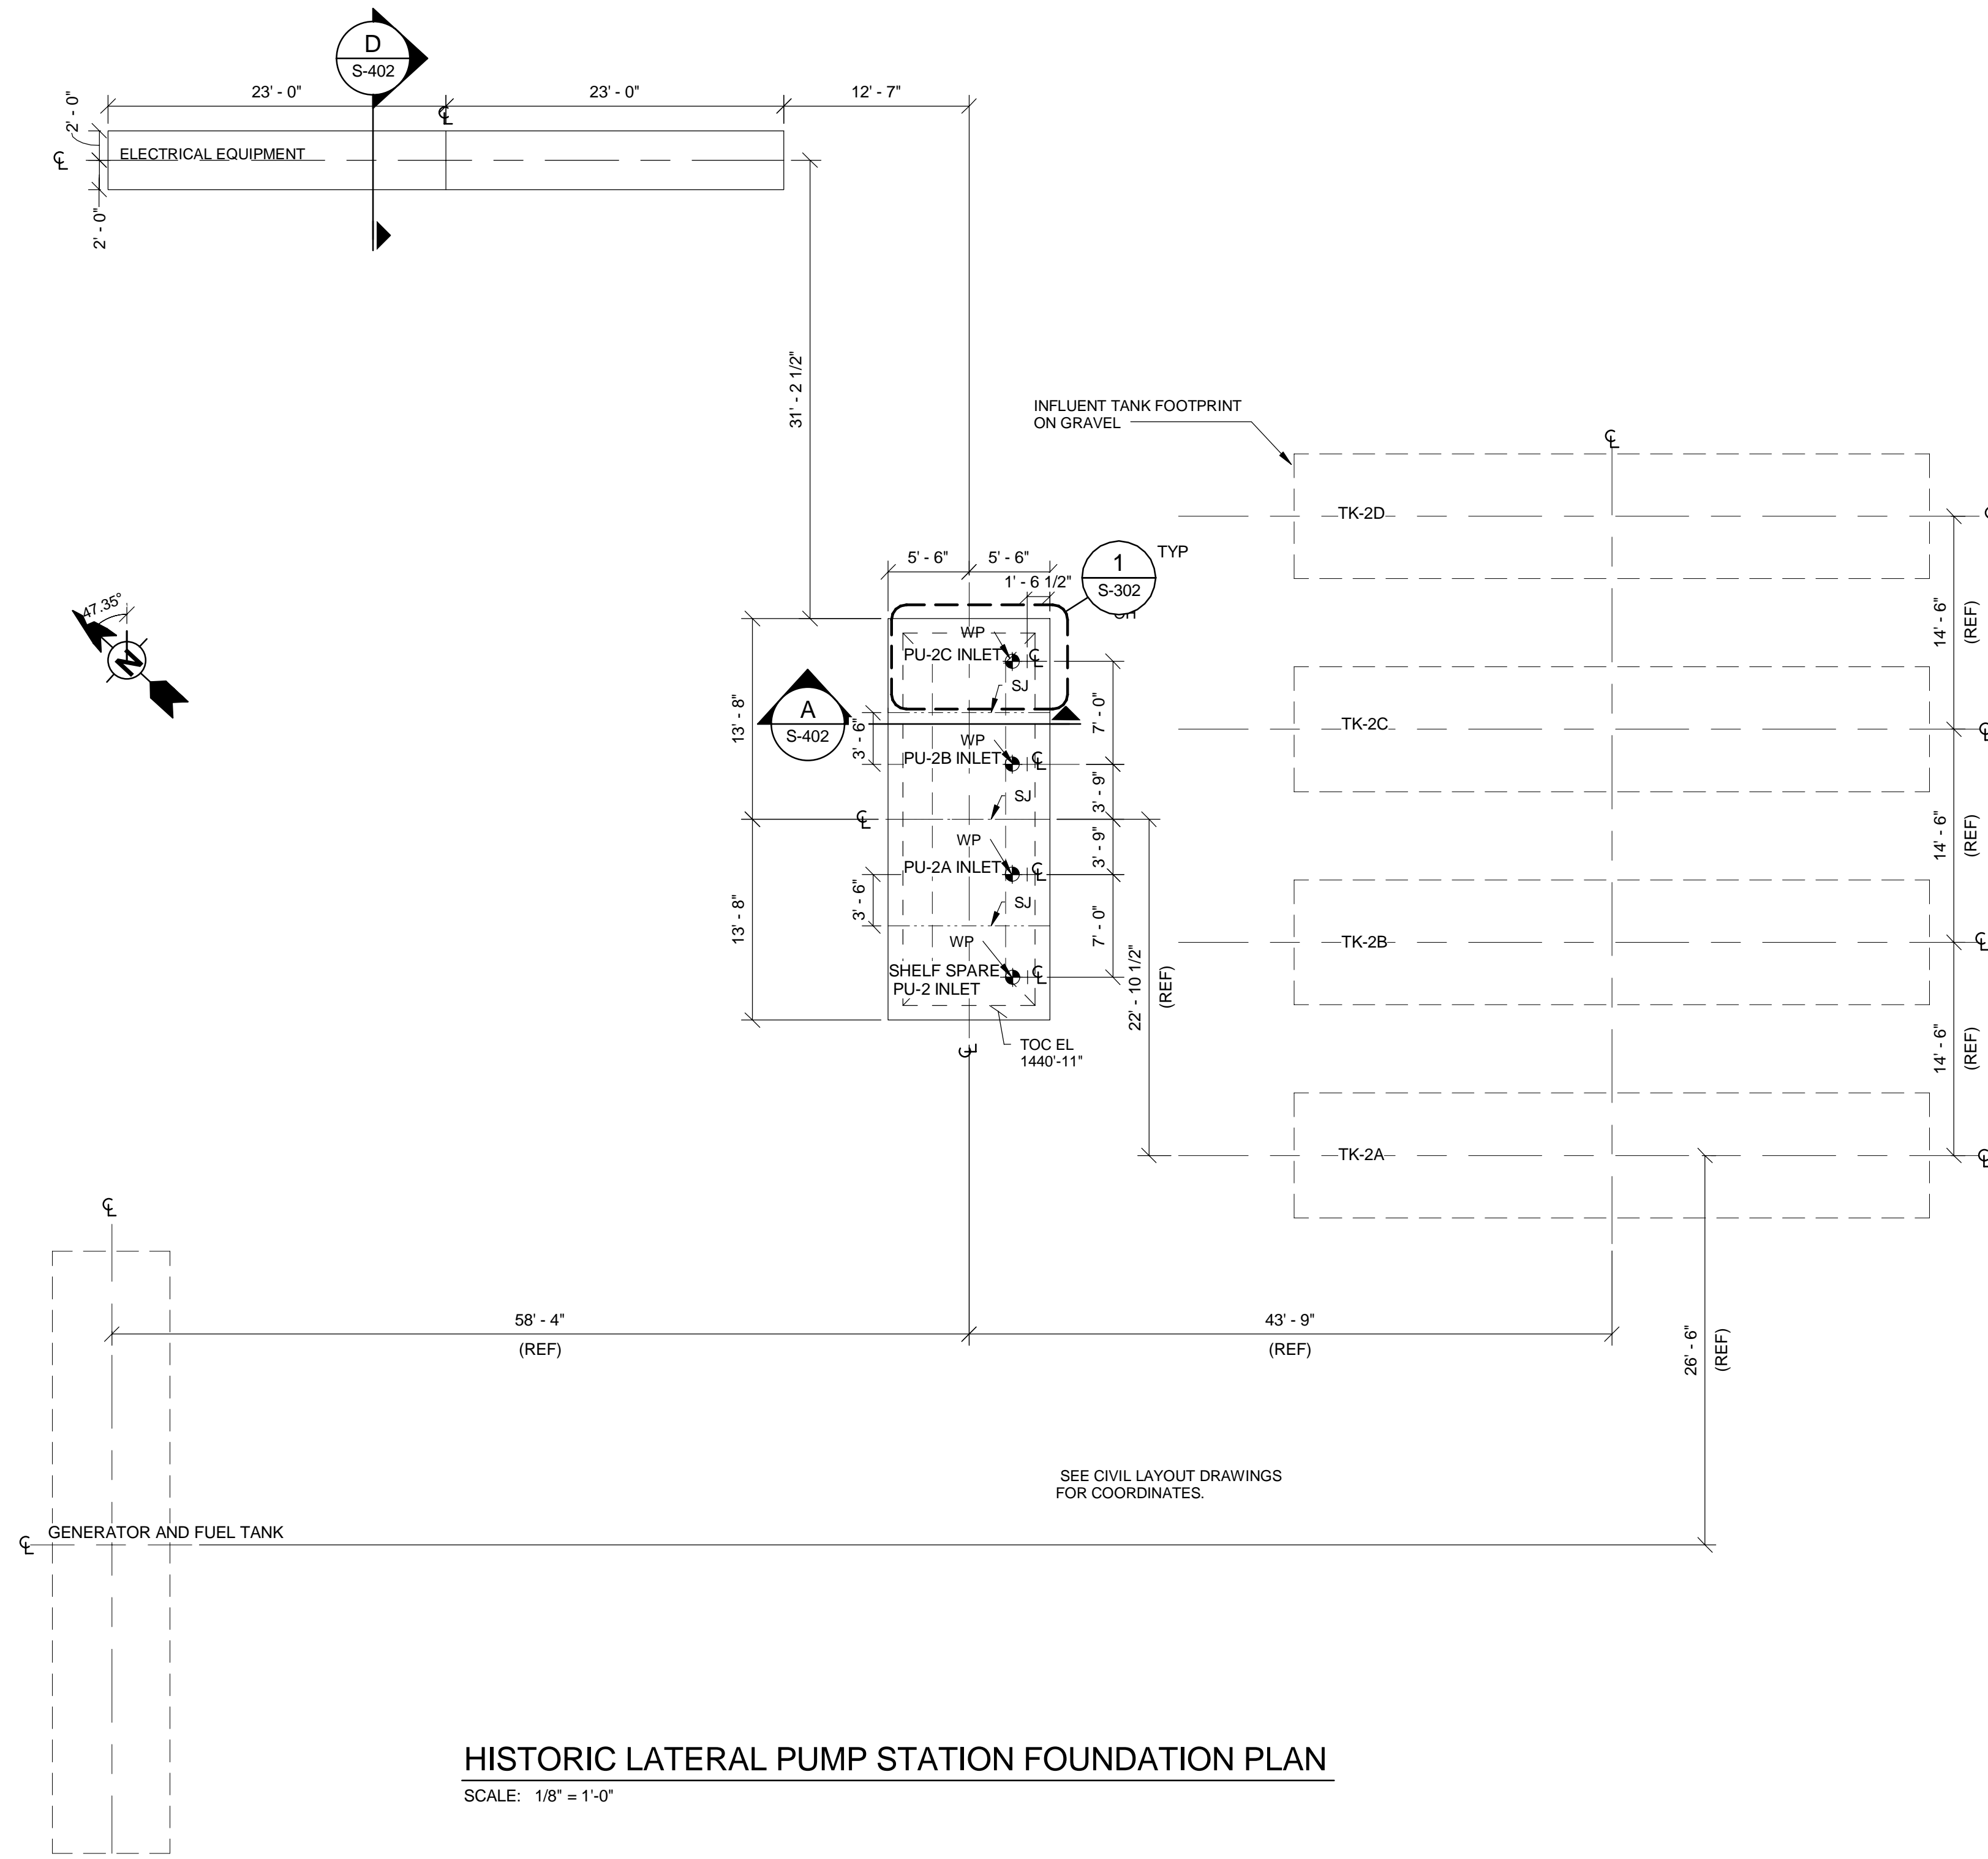 D
S-402
23' - 0"
23' - 0"
12' - 7"
2' - 0"
ELECTRICAL EQUIPMENT
2' - 0"
31' - 2 1/2"
INFLUENT TANK FOOTPRINT
ON GRAVEL
TK-2D
5' - 6"
5' - 6"
1' - 6 1/2"
1
S-302
TYP
47.35°
N
14' - 6"
(REF)
WP
PU-2C INLET
SJ
13' - 8"
A
S-402
3' - 6"
7' - 0"
TK-2C
WP
PU-2B INLET
3' - 9"
SJ
WP
3' - 9"
14' - 6"
(REF)
PU-2A INLET
3' - 6"
13' - 8"
SJ
7' - 0"
WP
TK-2B
SHELF SPARE
PU-2 INLET
22' - 10 1/2"
(REF)
TOC EL
1440'-11"
14' - 6"
(REF)
TK-2A
58' - 4"
(REF)
43' - 9"
(REF)
26' - 6"
(REF)
SEE CIVIL LAYOUT DRAWINGS
FOR COORDINATES.
GENERATOR AND FUEL TANK
HISTORIC LATERAL PUMP STATION FOUNDATION PLAN
SCALE: 1/8" = 1'-0"